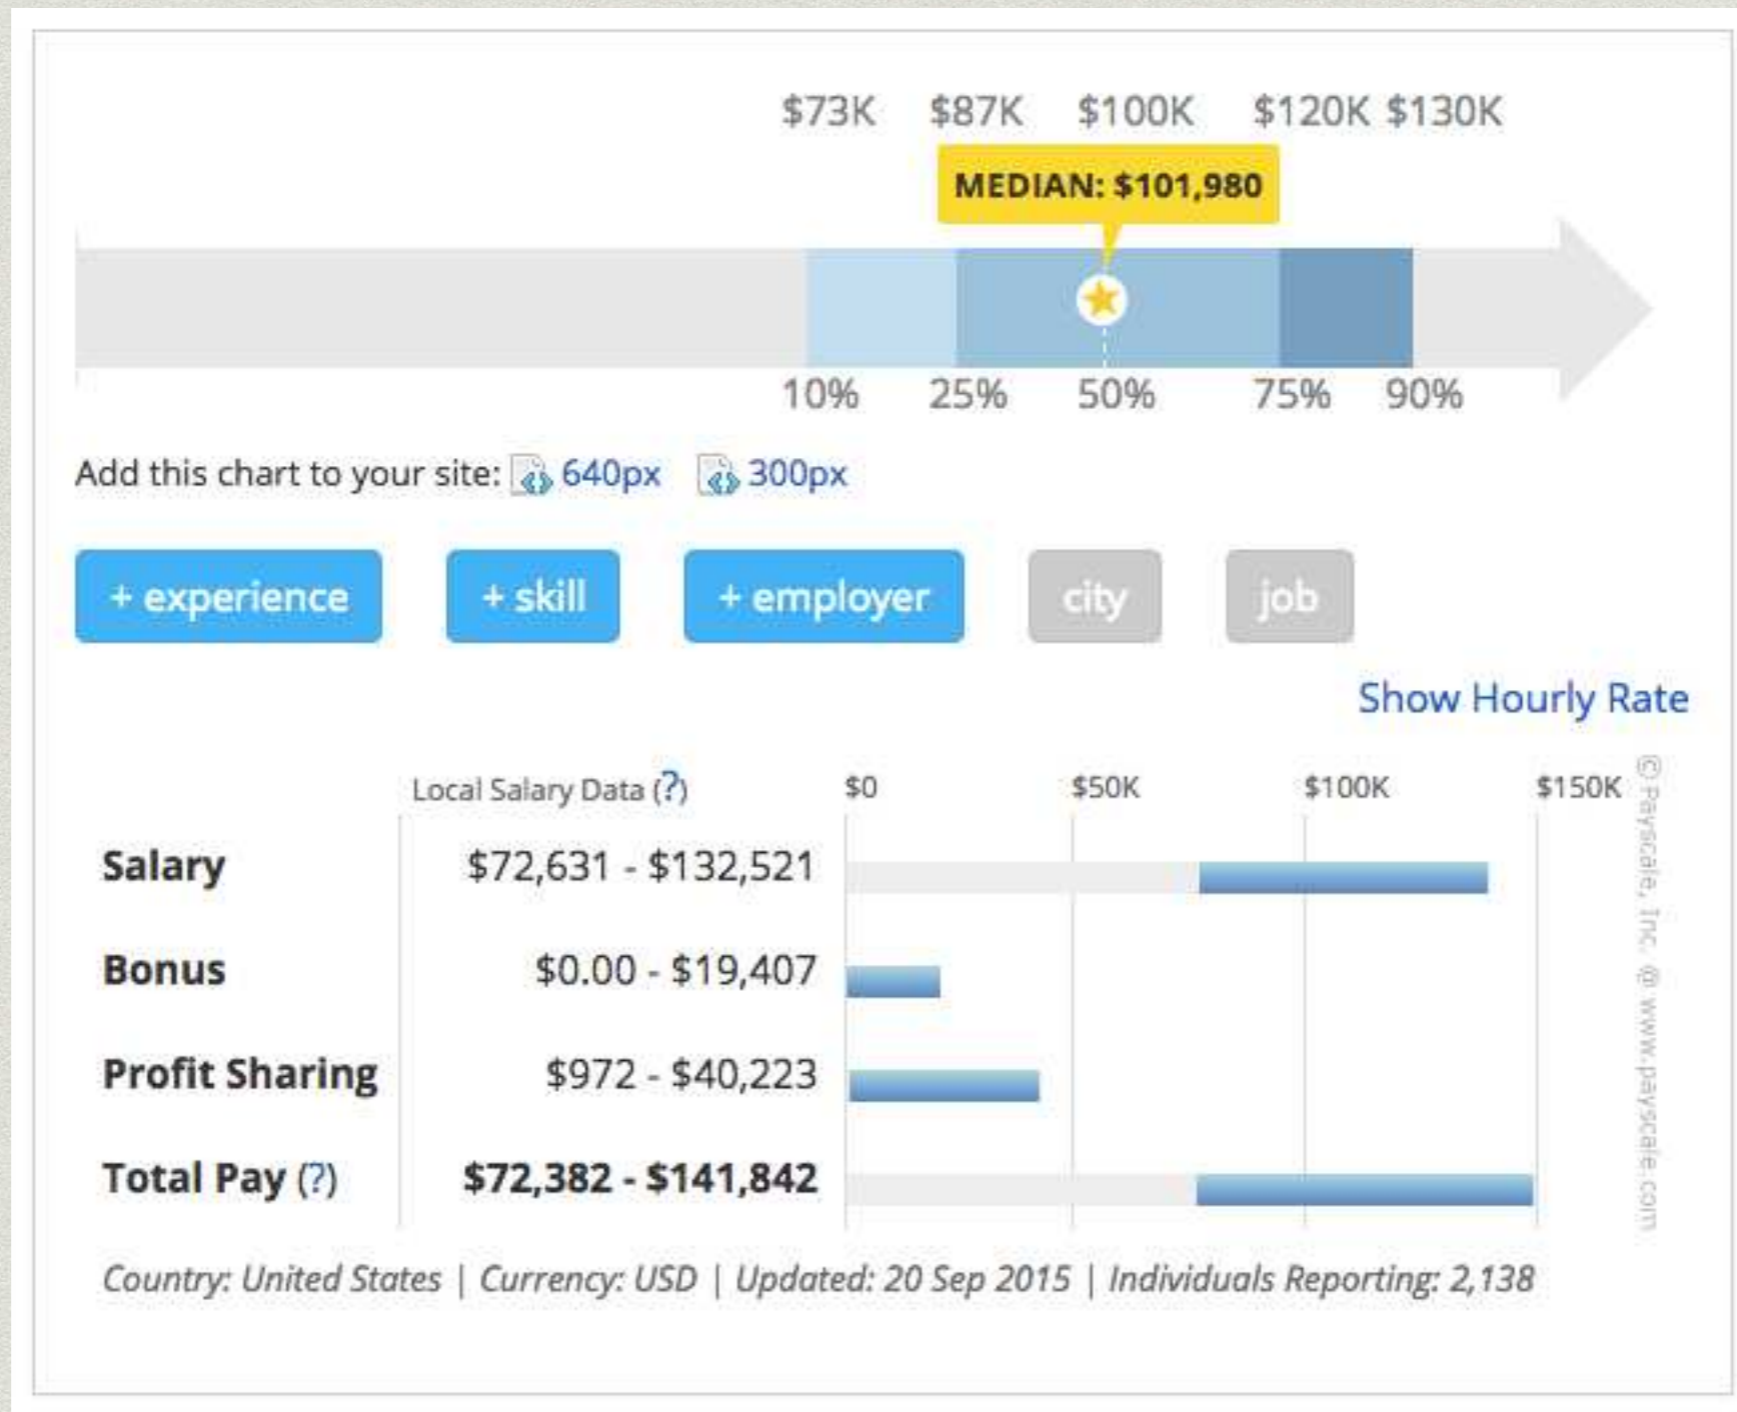 $73K $87K $100K $120K $130K
MEDIAN: $101,980
10% 25% 50% 75% 90%
Add this chart to your site: 640px 300px
+ experience + skill + employer city job
Show Hourly Rate
Local Salary Data (?) $0 $50K $100K $150K
Salary $72,631 - $132,521
Bonus $0.00 - $19,407
Profit Sharing $972 - $40,223
Total Pay (?) $72,382 - $141,842
© Payscale, Inc. @ www.payscale.com
Country: United States | Currency: USD | Updated: 20 Sep 2015 | Individuals Reporting: 2,138